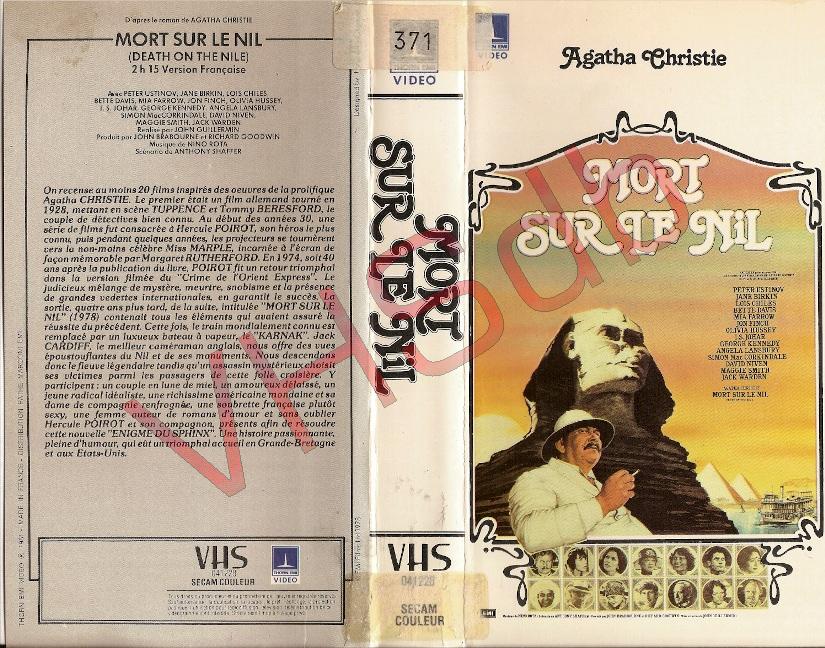 D'après le roman de AGATHA CHRISTIE
MORT SUR LE NIL
(DEATH ON THE NILE)
2 h 15 Version Française
Avec PETER USTINOV, JANE BIRKIN, LOIS CHILES
BETTE DAVIS, MIA FARROW, JON FINCH, OLIVIA HUSSEY,
I.S. JOHAR, GEORGE KENNEDY, ANGELA LANSBURY,
SIMON MacCORKINDALE, DAVID NIVEN,
MAGGIE SMITH, JACK WARDEN
Réalisé par JOHN GUILLERMIN
Produit par JOHN BRABOURNE et RICHARD GOODWIN
Musique de NINO ROTA
Scénario de ANTHONY SHAFFER
On recense au moins 20 films inspirés des oeuvres de la prolifique
Agatha CHRISTIE. Le premier était un film allemand tourné en
1928, mettant en scène TUPPENCE et Tommy BERESFORD, le
couple de détectives bien connu. Au début des années 30, une
série de films fut consacrée à Hercule POIROT, son héros le plus
connu, puis pendant quelques années, les projecteurs se tournèrent
vers la non-moins célèbre Miss MARPLE, incarnée à l'écran de
façon mémorable par Margaret RUTHERFORD. En 1974, soit 40
ans après la publication du livre, POIROT fit un retour triomphal
dans la version filmée du "Crime de l'Orient Express". Le
judicieux mélange de mystère, meurtre, snobisme et la présence
de grandes vedettes internationales, en garantit le succès. La
sortie, quatre ans plus tard, de la suite, intitulée "MORT SUR LE
NIL" (1978) contenait tous les éléments qui avaient assuré la
réussite du précédent. Cette fois, le train mondialement connu est
remplacé par un luxueux bateau à vapeur, le "KARNAK". Jack
CARDIFF, le meilleur caméraman anglais, nous offre des vues
époustouflantes du Nil et de ses monuments. Nous descendons
donc le fleuve légendaire tandis qu'un assassin mystérieux choisit
ses victimes parmi les passagers de cette folle croisière. Y
participent : un couple en lune de miel, un amoureux délaissé, un
jeune radical idéaliste, une richissime américaine mondaine et sa
dame de compagnie renfrognée, une soubrette française plutôt
sexy, une femme auteur de romans d'amour et sans oublier
Hercule POIROT et son compagnon, présents afin de résoudre
cette nouvelle "ENIGME DU SPHINX". Une histoire passionnante,
pleine d'humour, qui eût un triomphal accueil en Grande-Bretagne
et aux Etats-Unis.
VHS
041220
SECAM COULEUR
THORN EMI
VIDEO
371
THORN EMI
VIDEO
MORT
SUR LE NIL
VHS
041220
SECAM
COULEUR
THORN EMI
VIDEO
Agatha Christie
MORT
SUR LE NIL
PETER USTINOV
JANE BIRKIN
LOIS CHILES
BETTE DAVIS
MIA FARROW
JON FINCH
OLIVIA HUSSEY
I.S. JOHAR
GEORGE KENNEDY
ANGELA LANSBURY
SIMON MacCORKINDALE
DAVID NIVEN
MAGGIE SMITH
JACK WARDEN
MORT SUR LE NIL
EMI
VHSdb